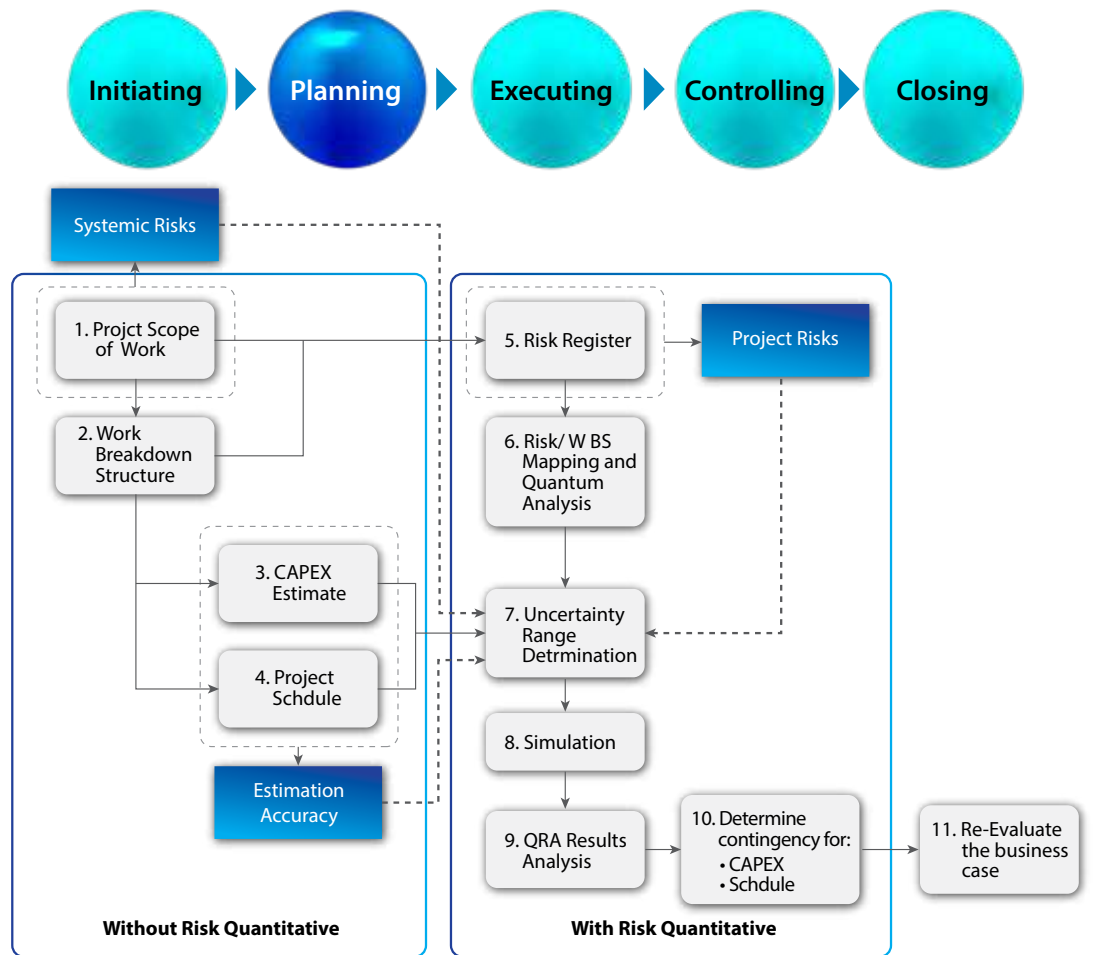 Initiating
Planning
Executing
Controlling
Closing
Systemic Risks
1. Projct Scope
of Work
2. Work
Breakdown
Structure
3. CAPEX
Estimate
4. Project
Schdule
Estimation
Accuracy
Without Risk Quantitative
5. Risk Register
Project Risks
6. Risk/ W BS
Mapping and
Quantum
Analysis
7. Uncertainty
Range
Detrmination
8. Simulation
9. QRA Results
Analysis
10. Determine
contingency for:
• CAPEX
• Schdule
11. Re-Evaluate
the business
case
With Risk Quantitative